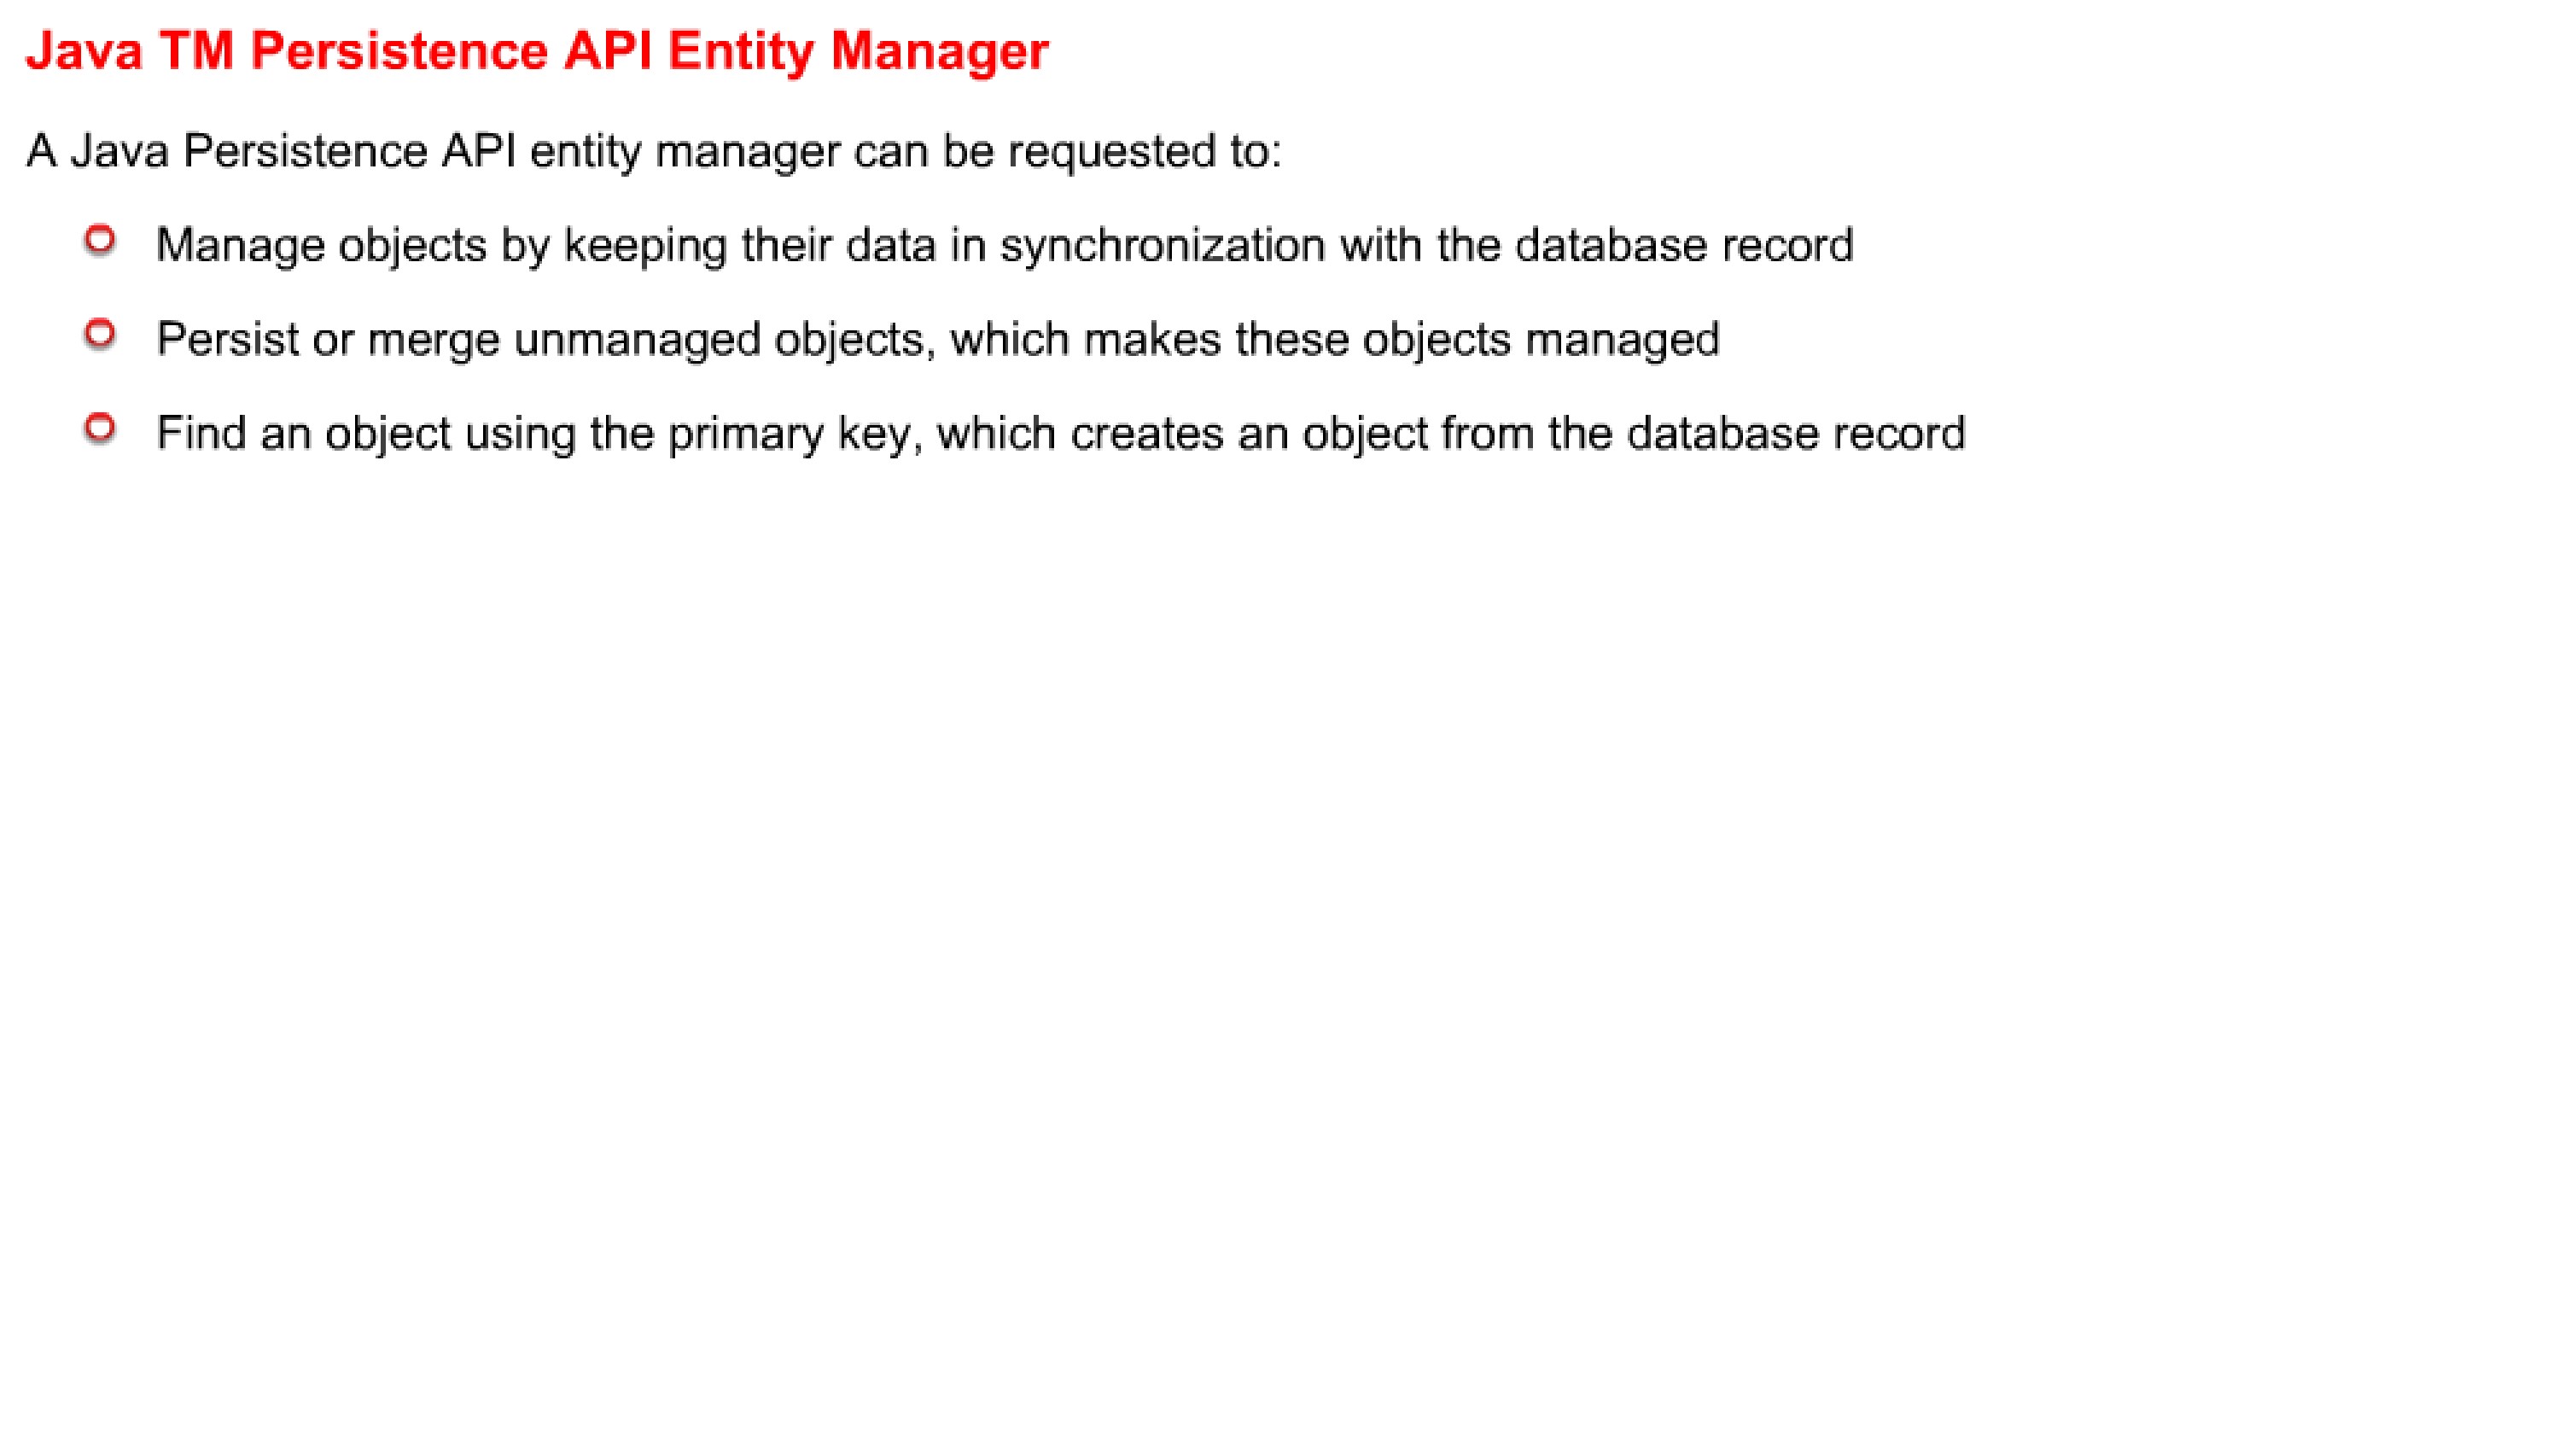 Java TM Persistence API Entity Manager
A Java Persistence API entity manager can be requested to:
Manage objects by keeping their data in synchronization with the database record
Persist or merge unmanaged objects, which makes these objects managed
Find an object using the primary key, which creates an object from the database record